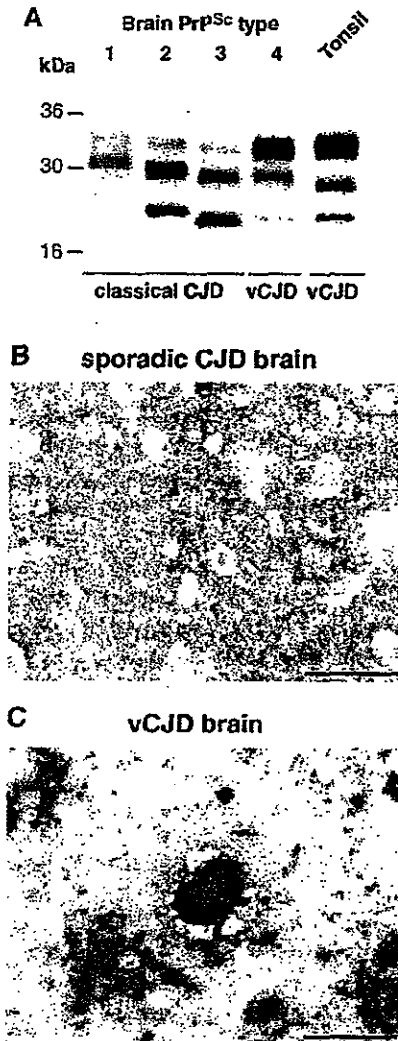 A
Brain PrPSc type
Tonsil
kDa
1 2 3 4
36
30
16
classical CJD vCJD vCJD
B sporadic CJD brain
C vCJD brain